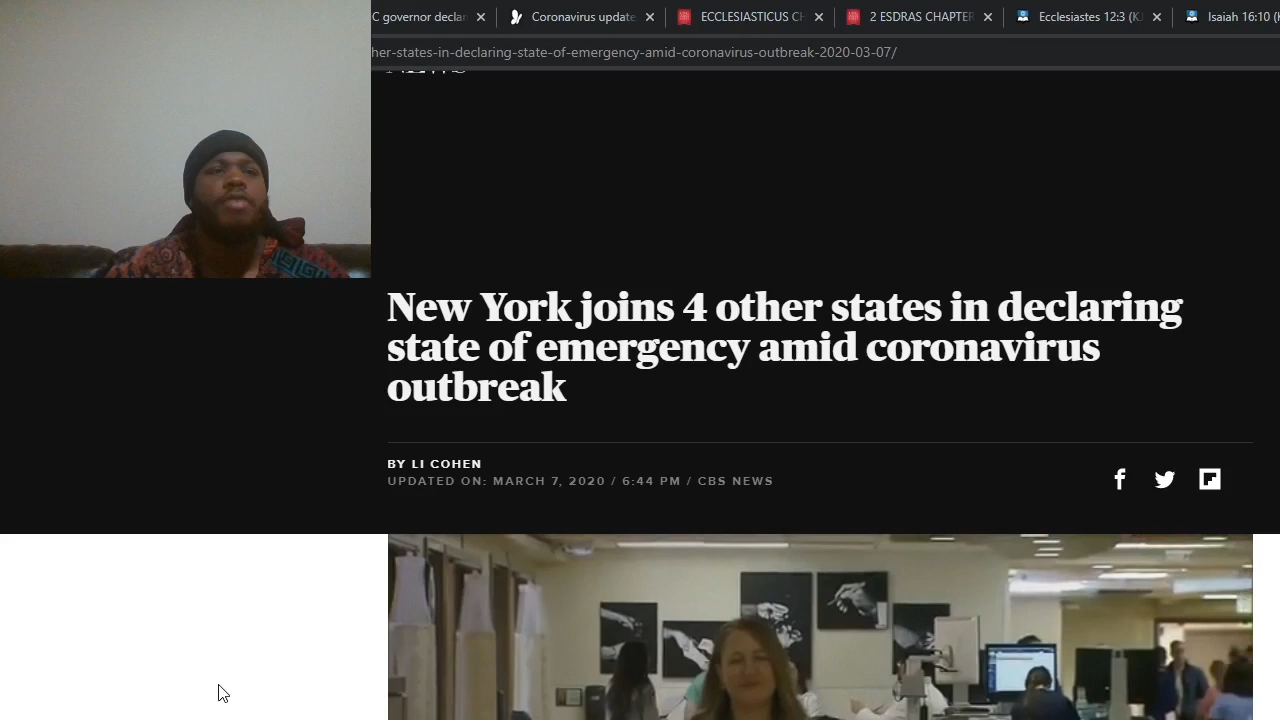 C governor declar
Coronavirus update
ECCLESIASTICUS CH
2 ESDRAS CHAPTER
Ecclesiastes 12:3 (KJ
Isaiah 16:10 (
her-states-in-declaring-state-of-emergency-amid-coronavirus-outbreak-2020-03-07/
NEWS
New York joins 4 other states in declaring
state of emergency amid coronavirus
outbreak
BY LI COHEN
UPDATED ON: MARCH 7, 2020 / 6:44 PM / CBS NEWS